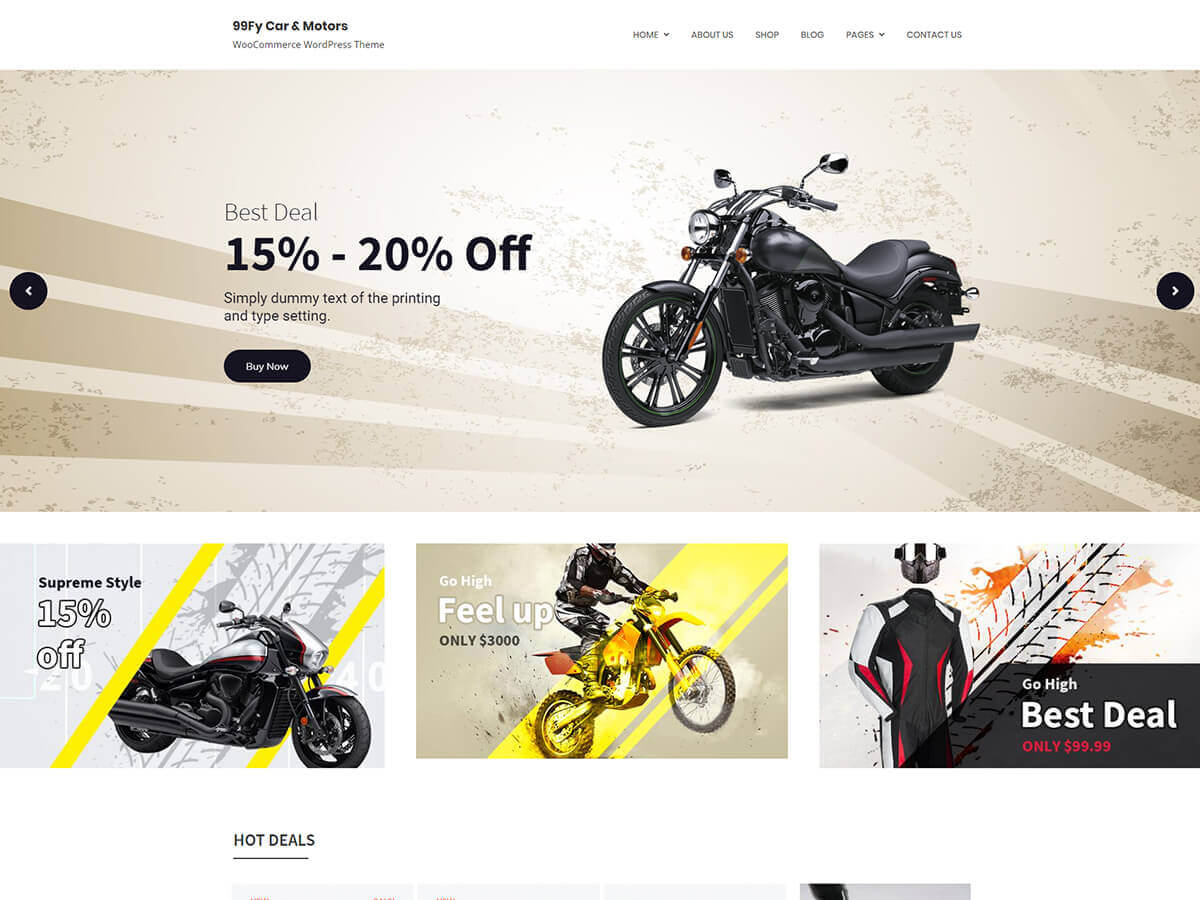 99Fy Car & Motors
WooCommerce WordPress Theme
HOME ABOUT US SHOP BLOG PAGES CONTACT US
Best Deal
15% - 20% Off
Simply dummy text of the printing
and type setting.
Buy Now
Supreme Style
15%
off
20 40
Go High
Feel up
ONLY $3000
Go High
Best Deal
ONLY $99.99
HOT DEALS